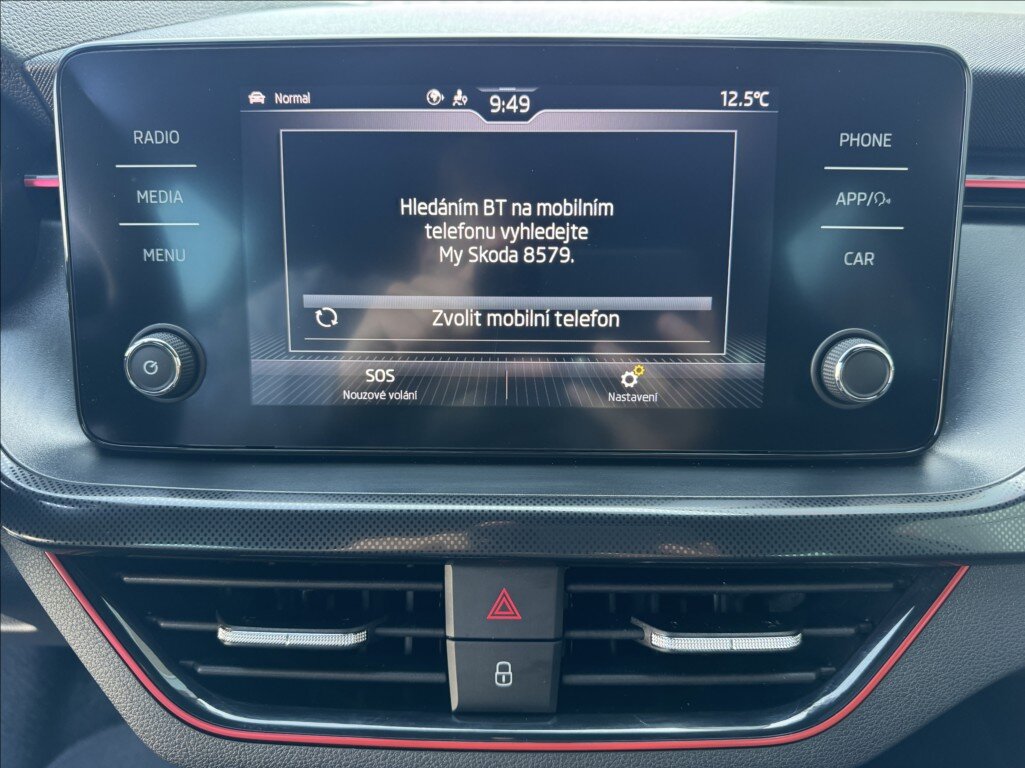 Normal
9:49
12.5°C
RADIO
MEDIA
MENU
Hledáním BT na mobilním
telefonu vyhledejte
My Skoda 8579.
Zvolit mobilní telefon
SOS
Nouzové volání
Nastavení
PHONE
APP/
CAR